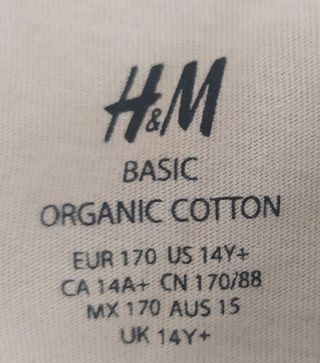 H&M
BASIC
ORGANIC COTTON
EUR 170 US 14Y+
CA 14A+ CN 170/88
MX 170 AUS 15
UK 14Y+